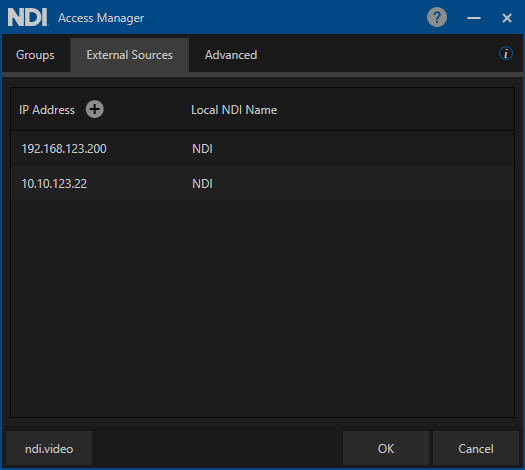 NDI Access Manager ?
Groups External Sources Advanced i
IP Address + Local NDI Name
192.168.123.200 NDI
10.10.123.22 NDI
ndi.video OK Cancel